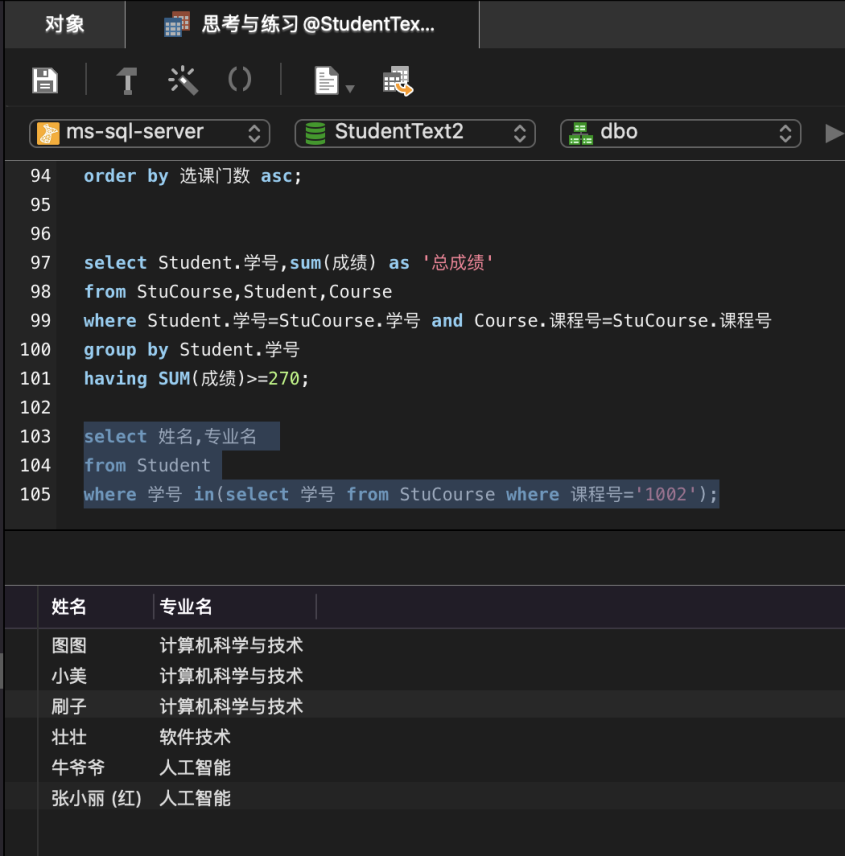 对象 思考与练习 @StudentTex...
ms-sql-server StudentText2 dbo
94 order by 选课门数 asc;
95
96
97 select Student.学号,sum(成绩) as '总成绩'
98 from StuCourse,Student,Course
99 where Student.学号=StuCourse.学号 and Course.课程号=StuCourse.课程号
100 group by Student.学号
101 having SUM(成绩)>=270;
102
103 select 姓名,专业名
104 from Student
105 where 学号 in(select 学号 from StuCourse where 课程号='1002');
姓名 专业名
图图 计算机科学与技术
小美 计算机科学与技术
刷子 计算机科学与技术
壮壮 软件技术
牛爷爷 人工智能
张小丽 (红) 人工智能